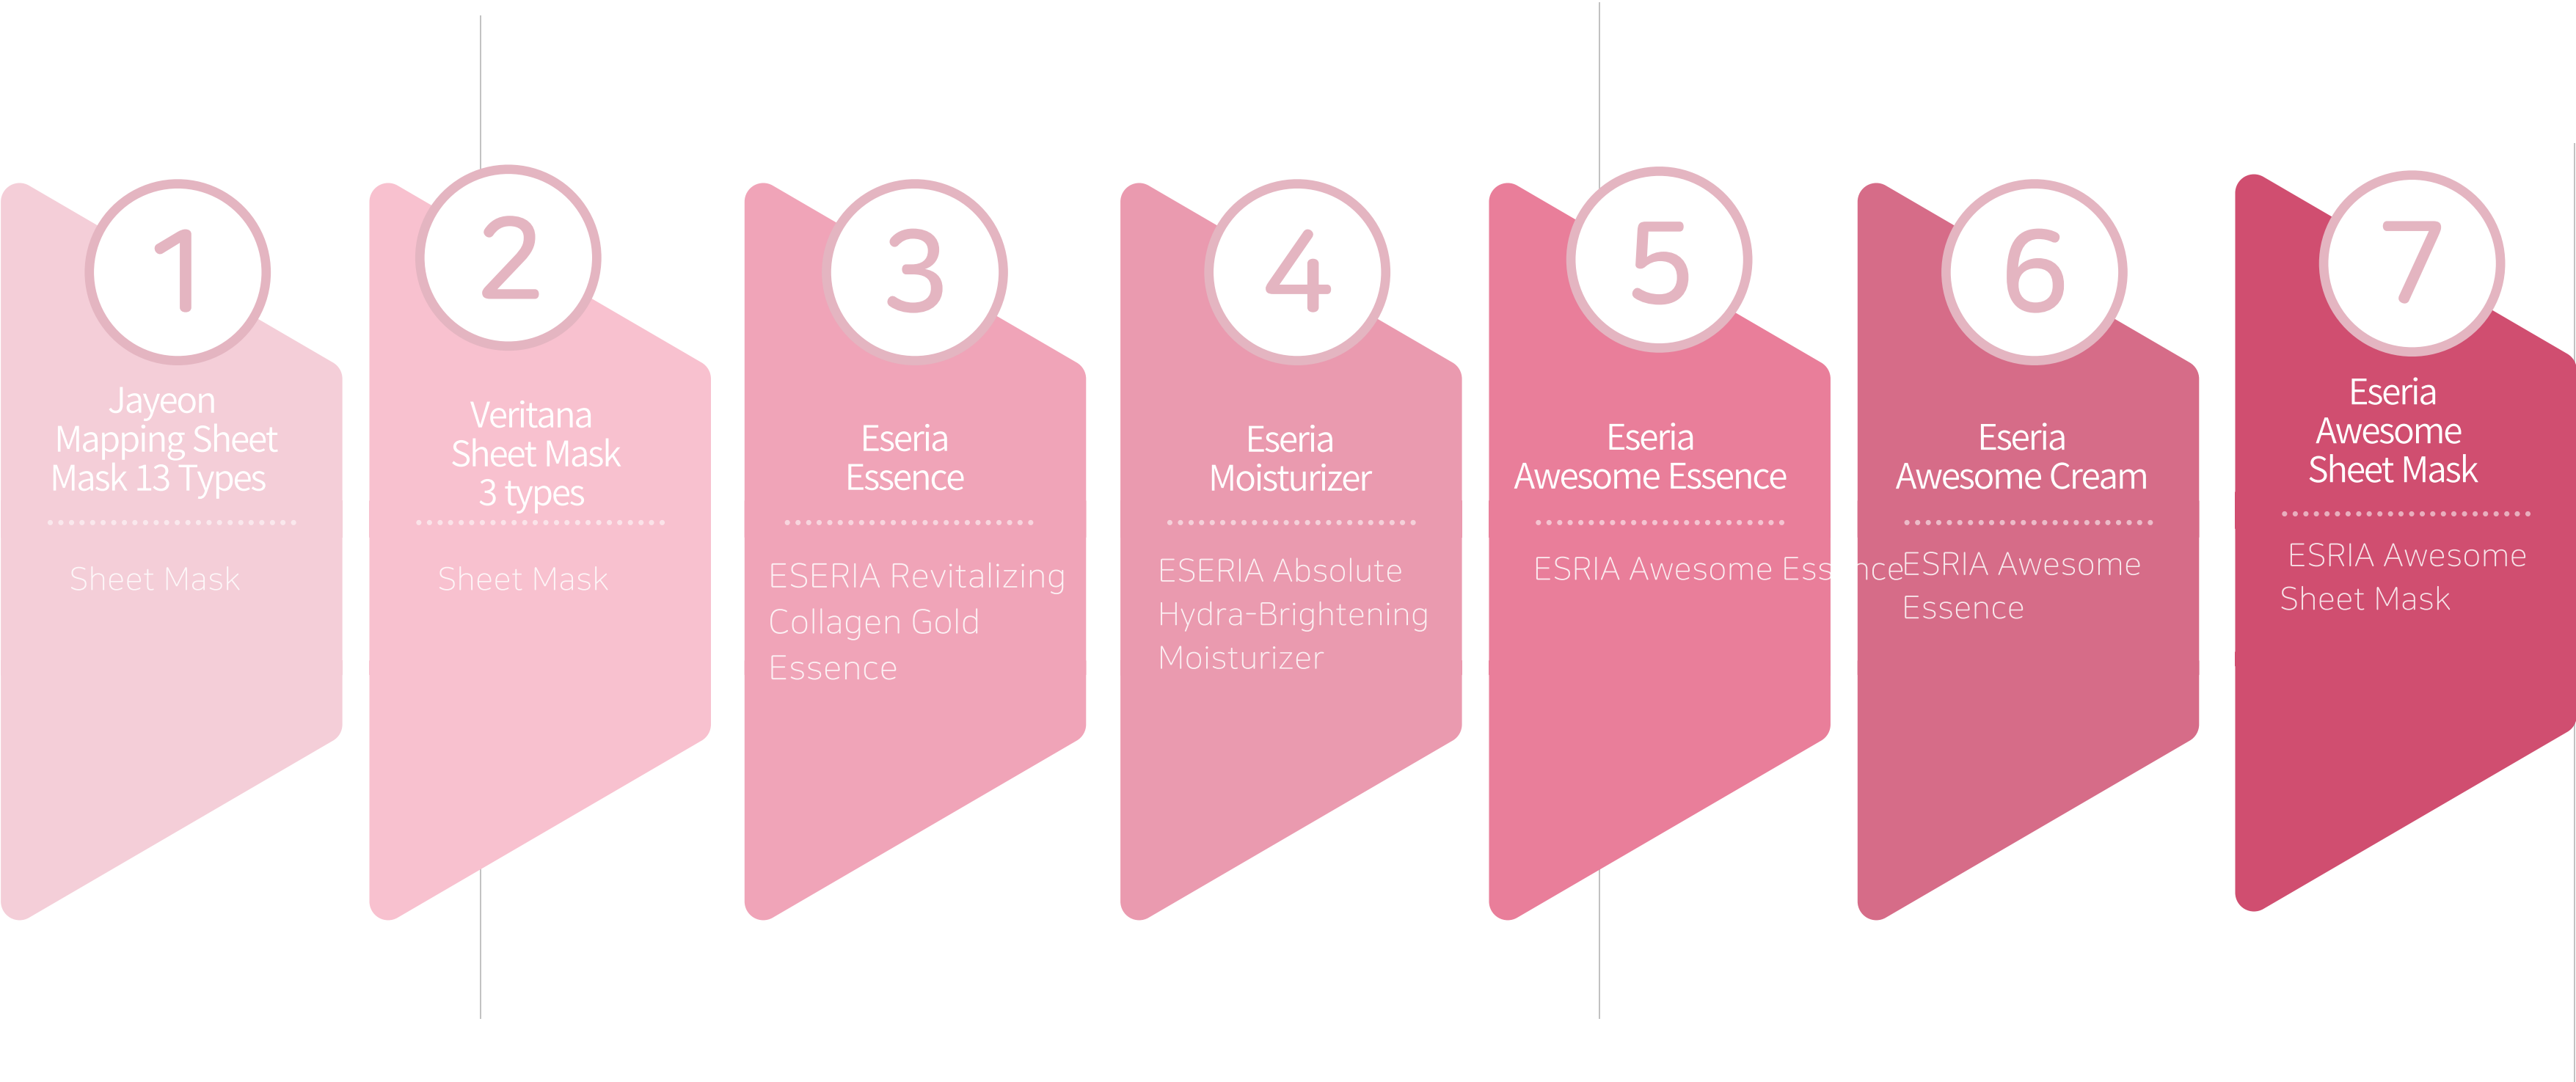 1
Jayeon
Mapping Sheet
Mask 13 Types
Sheet Mask
2
Veritana
Sheet Mask
3 types
Sheet Mask
3
Eseria
Essence
ESERIA Revitalizing
Collagen Gold
Essence
4
Eseria
Moisturizer
ESERIA Absolute
Hydra-Brightening
Moisturizer
5
Eseria
Awesome Essence
ESRIA Awesome Essence
6
Eseria
Awesome Cream
ESRIA Awesome
Essence
7
Eseria
Awesome
Sheet Mask
ESRIA Awesome
Sheet Mask